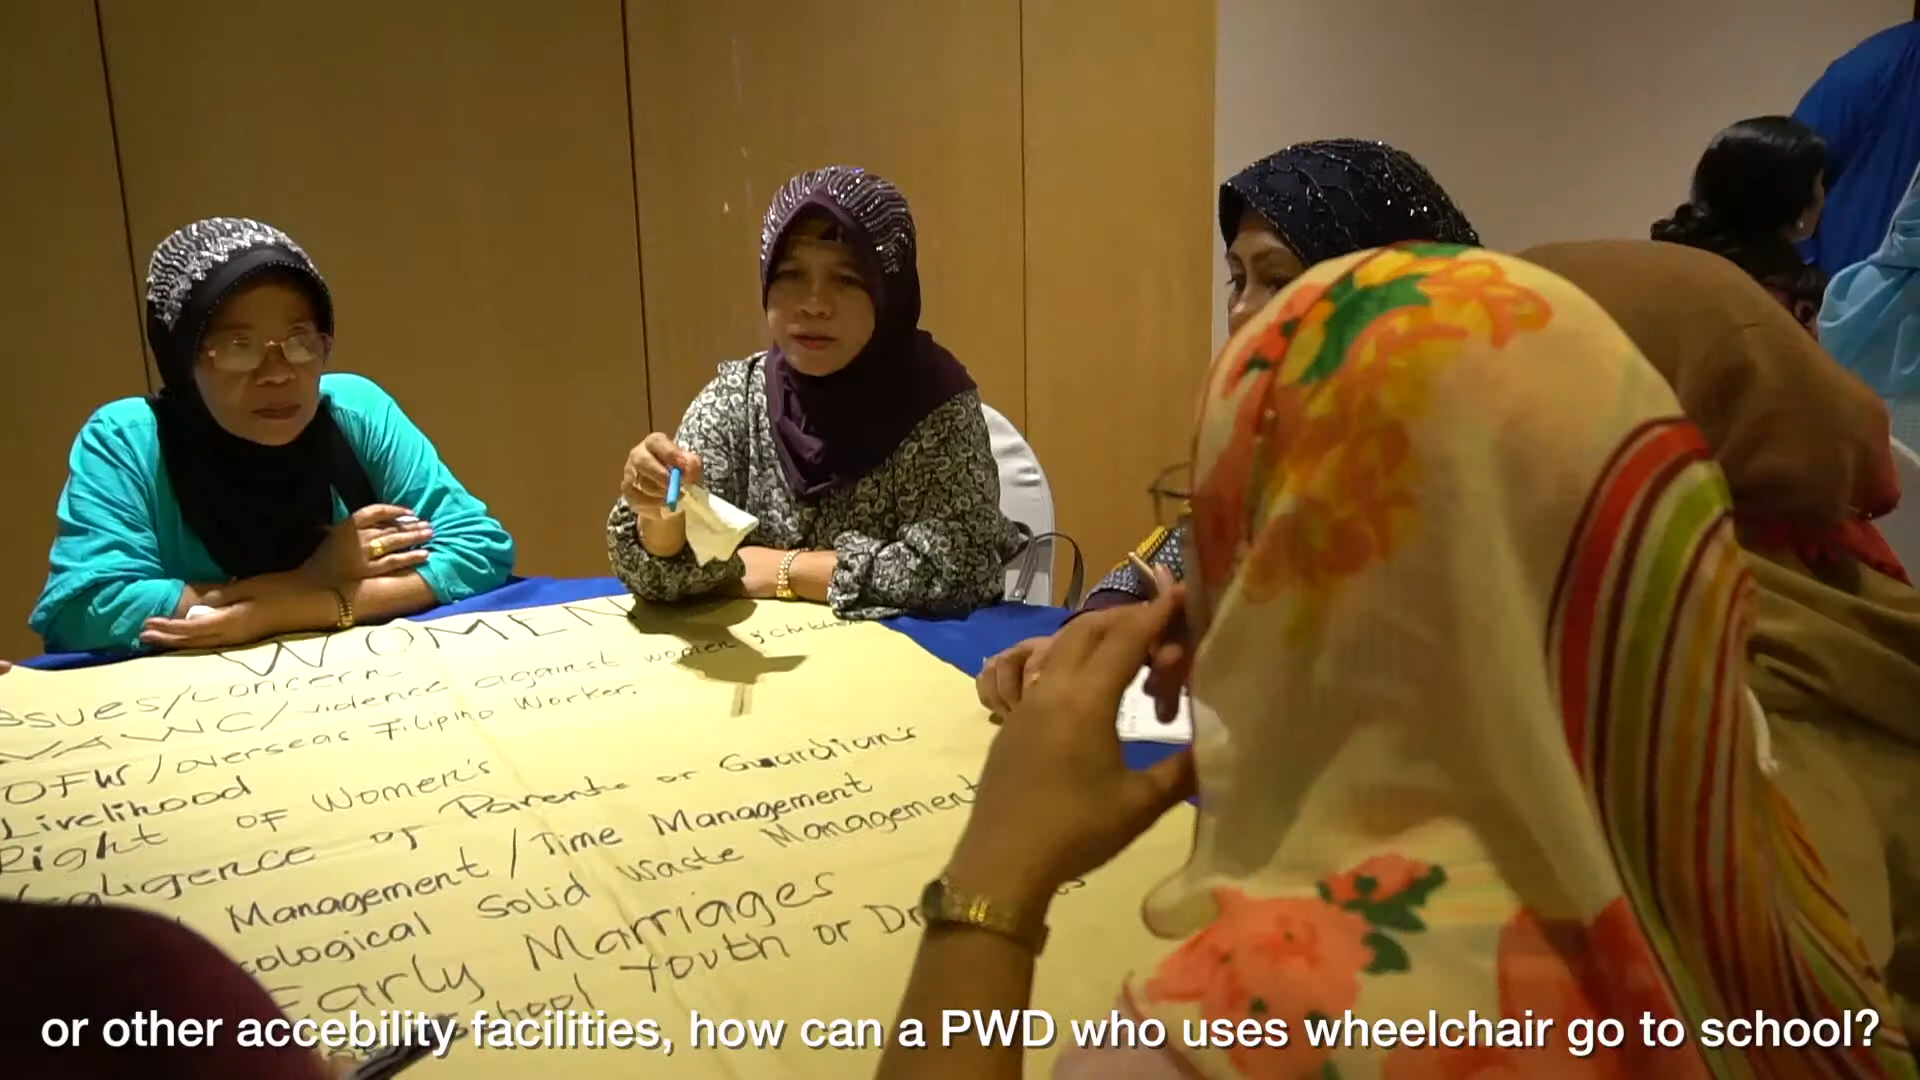 WOMEN
ssues/concern
VAWC/violence against women & Children
OFW/overseas Filipino Worker.
Livelihood
Right of Women's
Negligence of Parents or Guardian's
Management/Time Management
cological Solid Waste Management
Early Marriages
school Youth or
or other accebility facilities, how can a PWD who uses wheelchair go to school?